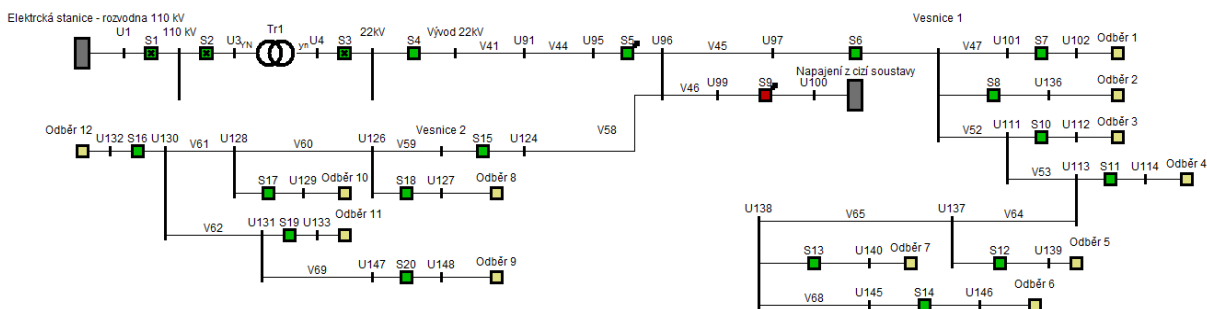 Elektrcká stanice - rozvodna 110 kV
Tr1
Vesnice 1
U1 S1 110 kV S2 U3 YN yn U4 S3 22kV S4 Vývod 22kV V41 U91 V44 U95 S5 U96 V45 U97 S6 V47 U101 S7 U102 Odběr 1
V46 U99 S9 U100 Napajení z cizí soustavy
S8 U136 Odběr 2
Odběr 12 U132 S16 U130 V61 U128 V60 U126 V59 Vesnice 2 S15 U124 V58
V52 U111 S10 U112 Odběr 3
S17 U129 Odběr 10 S18 U127 Odběr 8
V53 U113 S11 U114 Odběr 4
V62 U131 S19 U133 Odběr 11
U138 V65 U137 V64
V69 U147 S20 U148 Odběr 9
S13 U140 Odběr 7 S12 U139 Odběr 5
V68 U145 S14 U146 Odběr 6